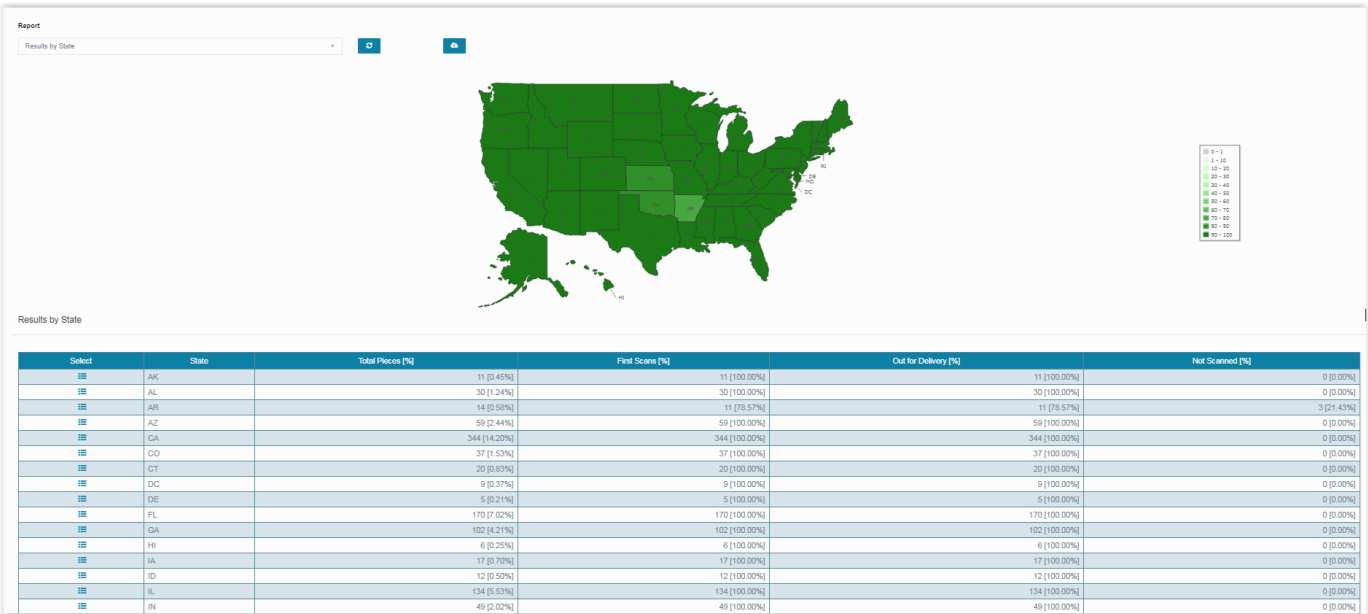 Report
Results by State
RI
DE
MD
DC
AR
HI
0 - 1
1 - 10
10 - 20
20 - 30
30 - 40
40 - 50
50 - 60
60 - 70
70 - 80
80 - 90
90 - 100
Results by State
Select State Total Pieces [%] First Scans [%] Out for Delivery [%] Not Scanned [%]
AK 11 [0.45%] 11 [100.00%] 11 [100.00%] 0 [0.00%]
AL 30 [1.24%] 30 [100.00%] 30 [100.00%] 0 [0.00%]
AR 14 [0.58%] 11 [78.57%] 11 [78.57%] 3 [21.43%]
AZ 59 [2.44%] 59 [100.00%] 59 [100.00%] 0 [0.00%]
CA 344 [14.20%] 344 [100.00%] 344 [100.00%] 0 [0.00%]
CO 37 [1.53%] 37 [100.00%] 37 [100.00%] 0 [0.00%]
CT 20 [0.83%] 20 [100.00%] 20 [100.00%] 0 [0.00%]
DC 9 [0.37%] 9 [100.00%] 9 [100.00%] 0 [0.00%]
DE 5 [0.21%] 5 [100.00%] 5 [100.00%] 0 [0.00%]
FL 170 [7.02%] 170 [100.00%] 170 [100.00%] 0 [0.00%]
GA 102 [4.21%] 102 [100.00%] 102 [100.00%] 0 [0.00%]
HI 6 [0.25%] 6 [100.00%] 6 [100.00%] 0 [0.00%]
IA 17 [0.70%] 17 [100.00%] 17 [100.00%] 0 [0.00%]
ID 12 [0.50%] 12 [100.00%] 12 [100.00%] 0 [0.00%]
IL 134 [5.53%] 134 [100.00%] 134 [100.00%] 0 [0.00%]
IN 49 [2.02%] 49 [100.00%] 49 [100.00%] 0 [0.00%]